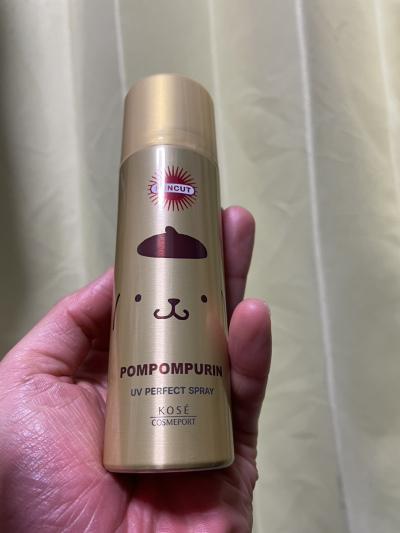 SUNCUT
POMPOMPURIN
UV PERFECT SPRAY
KOSÉ
COSMEPORT